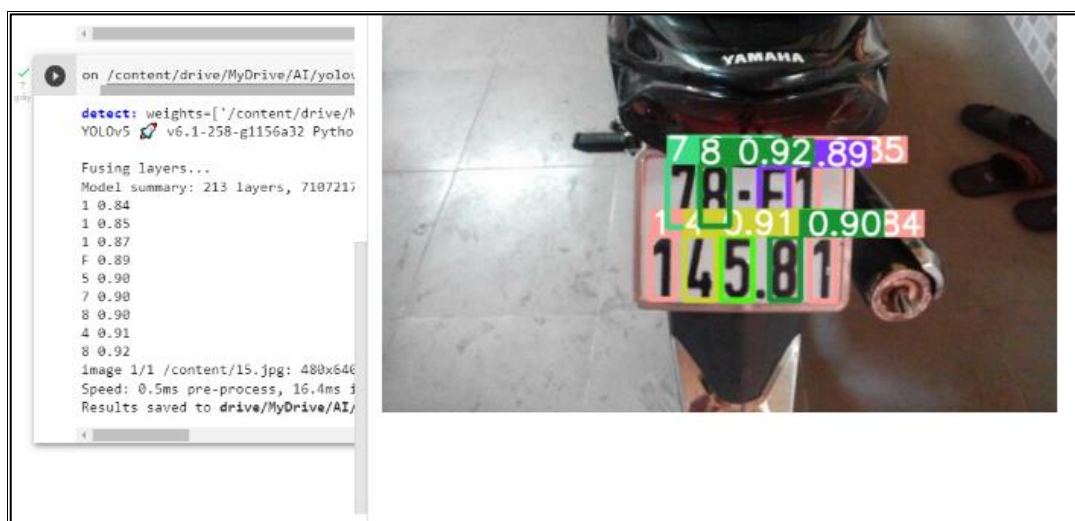 on /content/drive/MyDrive/AI/yolov
detect: weights=['/content/drive/M
YOLOv5 🚀 v6.1-258-g1156a32 Pytho
Fusing layers...
Model summary: 213 layers, 7107217
1 0.84
1 0.85
1 0.87
F 0.89
5 0.90
7 0.90
8 0.90
4 0.91
8 0.92
image 1/1 /content/15.jpg: 480x640
Speed: 0.5ms pre-process, 16.4ms i
Results saved to drive/MyDrive/AI/
YAMAHA
7 8 0.92 .89 85
78-F1
1 4 0.91 0.90 84
145.81